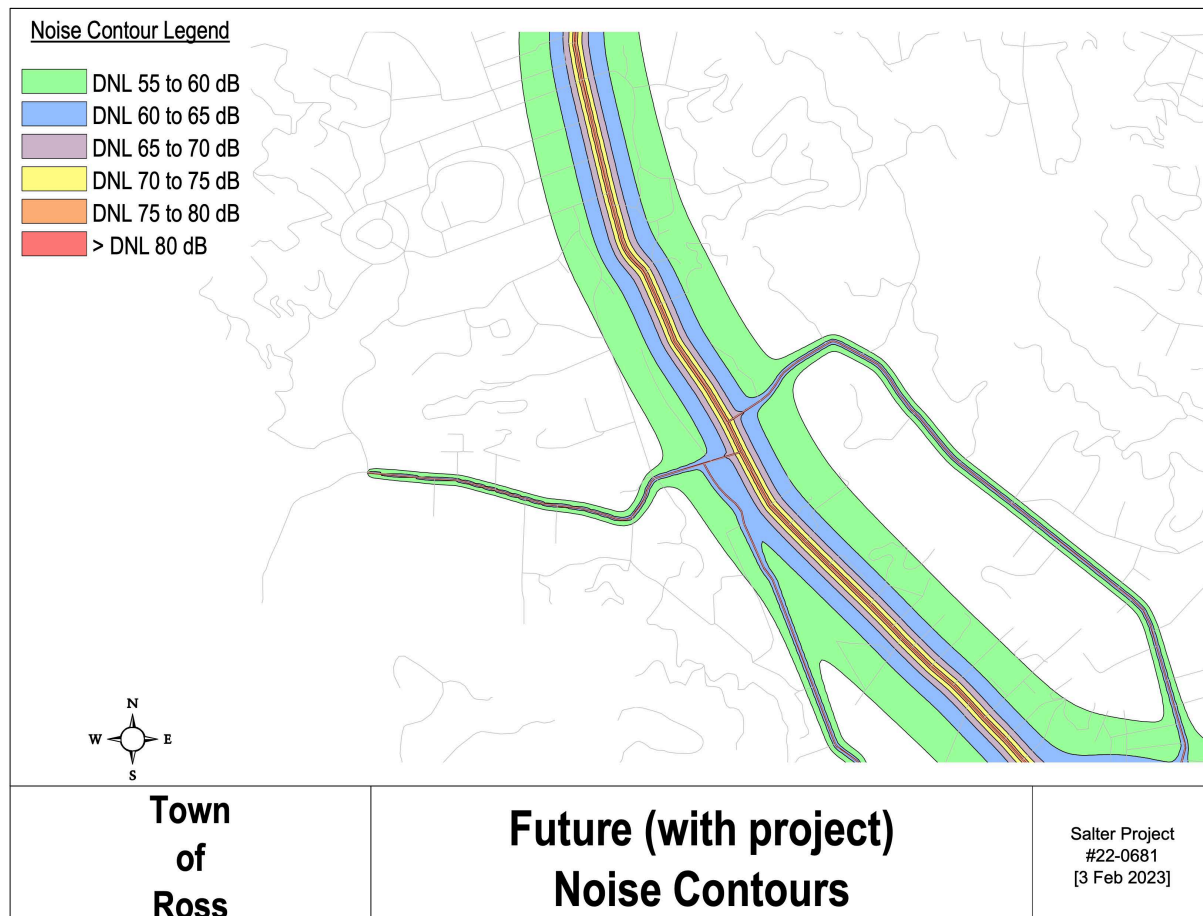 Noise Contour Legend
DNL 55 to 60 dB
DNL 60 to 65 dB
DNL 65 to 70 dB
DNL 70 to 75 dB
DNL 75 to 80 dB
> DNL 80 dB
N
W E
S
Town
of
Ross
Future (with project)
Noise Contours
Salter Project
#22-0681
[3 Feb 2023]